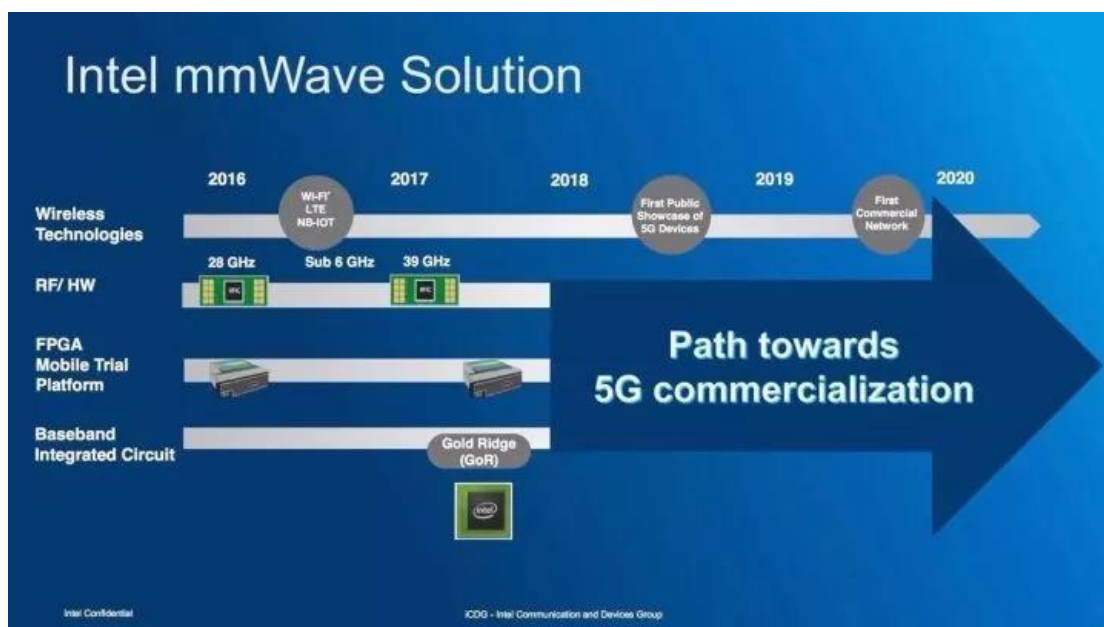 Intel mmWave Solution
2016
2017
2018
2019
2020
Wireless
Technologies
Wi-Fi*
LTE
NB-IOT
First Public
Showcase of
5G Devices
First
Commercial
Network
RF/ HW
28 GHz
Sub 6 GHz
39 GHz
RFIC
RFIC
FPGA
Mobile Trial
Platform
Baseband
Integrated Circuit
Gold Ridge
(GoR)
intel
Path towards
5G commercialization
Intel Confidential
iCDG - Intel Communication and Devices Group